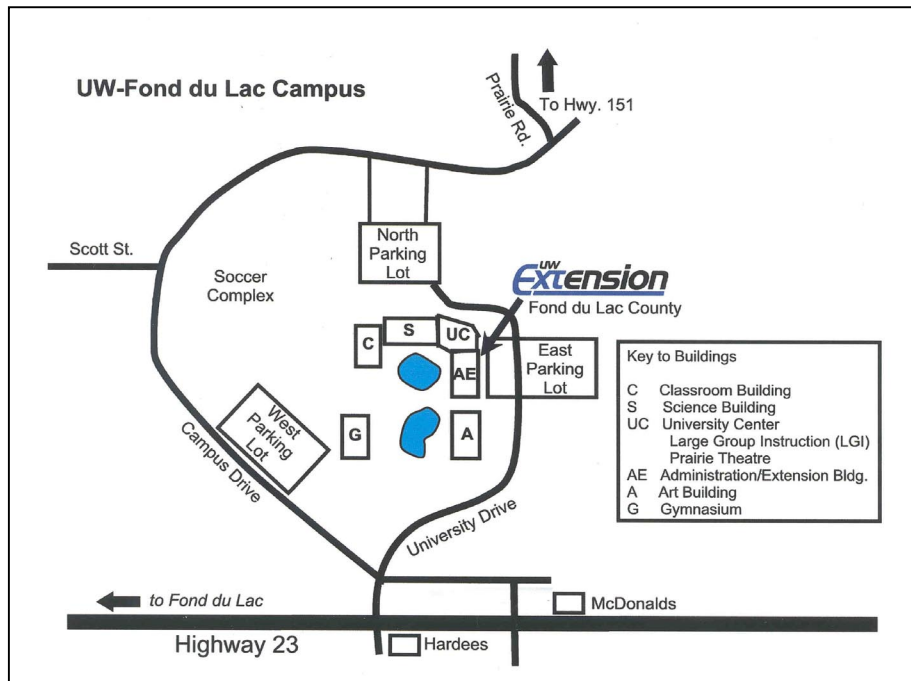 UW-Fond du Lac Campus
Prairie Rd.
To Hwy. 151
Scott St.
North
Parking
Lot
Soccer
Complex
UW
Extension
Fond du Lac County
S
UC
C
AE
East
Parking
Lot
West
Parking
Lot
G
A
Campus Drive
University Drive
Key to Buildings
C Classroom Building
S Science Building
UC University Center
Large Group Instruction (LGI)
Prairie Theatre
AE Administration/Extension Bldg.
A Art Building
G Gymnasium
to Fond du Lac
McDonalds
Highway 23
Hardees